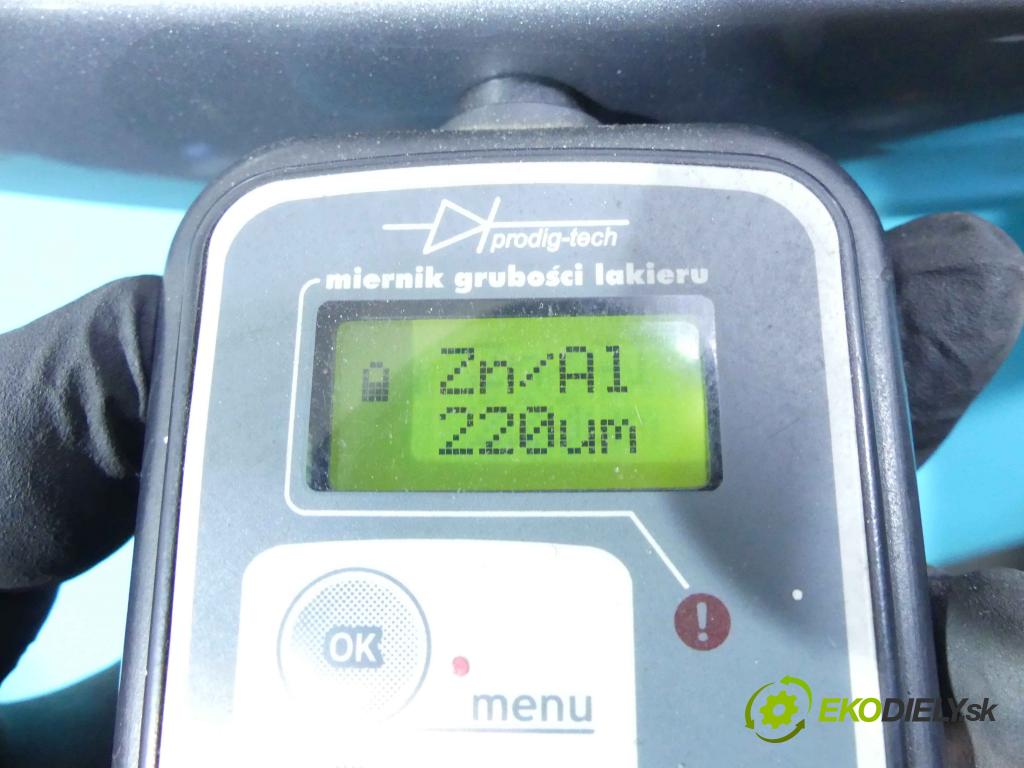 prodig-tech
miernik grubości lakieru
Zn/Al
220um
!
OK
menu
EKODIELY.sk